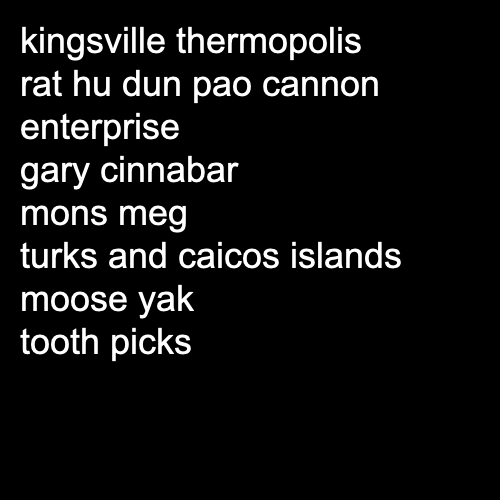 kingsville thermopolis
rat hu dun pao cannon
enterprise
gary cinnabar
mons meg
turks and caicos islands
moose yak
tooth picks